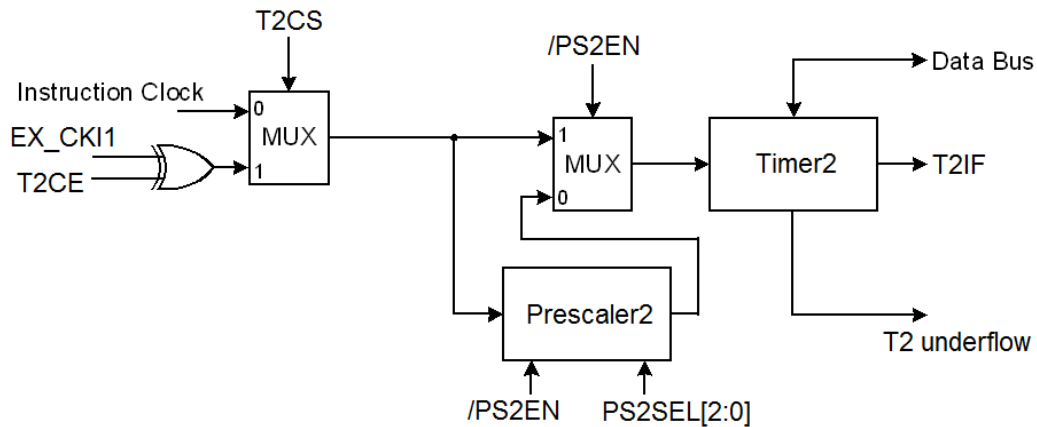 T2CS
/PS2EN
Data Bus
Instruction Clock
0
MUX
EX_CKI1
1
T2CE
1
MUX
0
Timer2
T2IF
Prescaler2
T2 underflow
/PS2EN
PS2SEL[2:0]